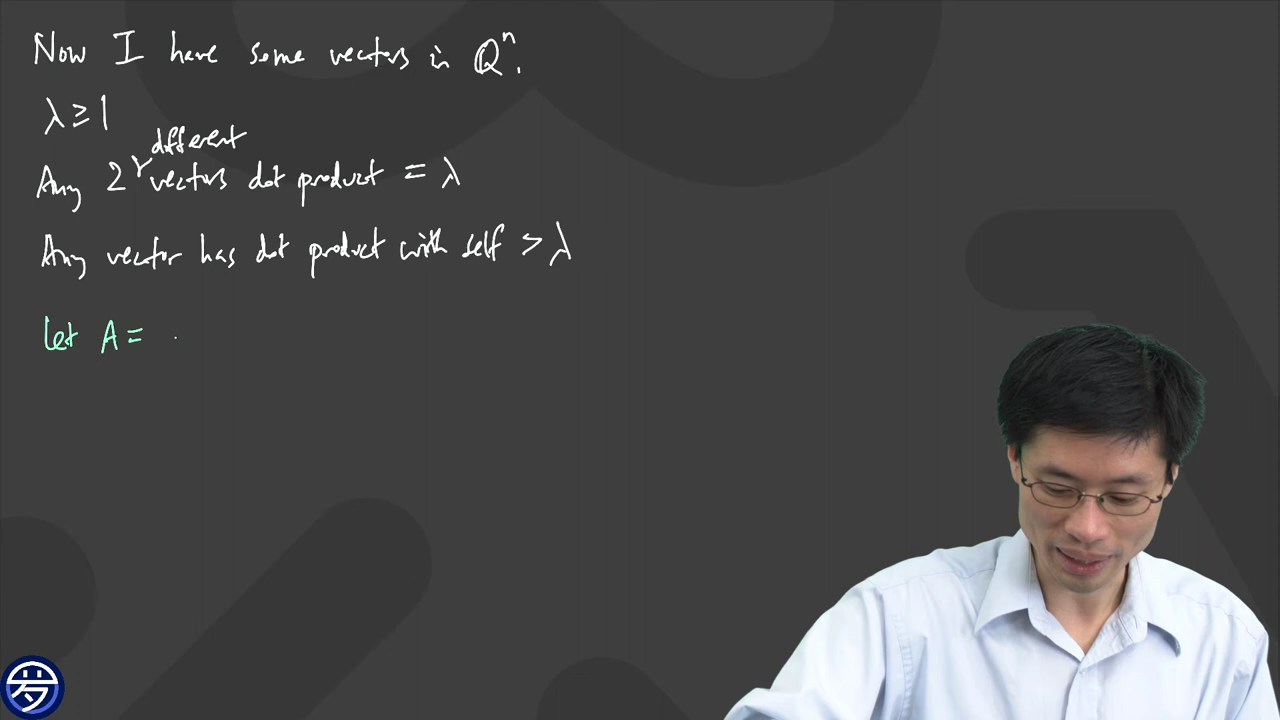 Now I have some vectors in ℚⁿ.
λ ≥ 1
Any 2 different vectors dot product = λ
Any vector has dot product with self > λ
let A =